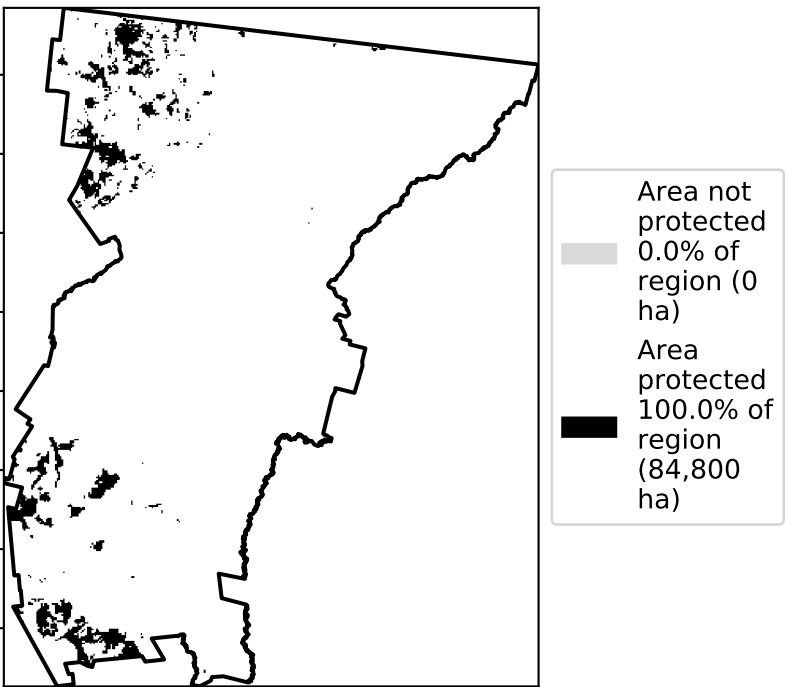 Area not
protected
0.0% of
region (0
ha)
Area
protected
100.0% of
region
(84,800
ha)